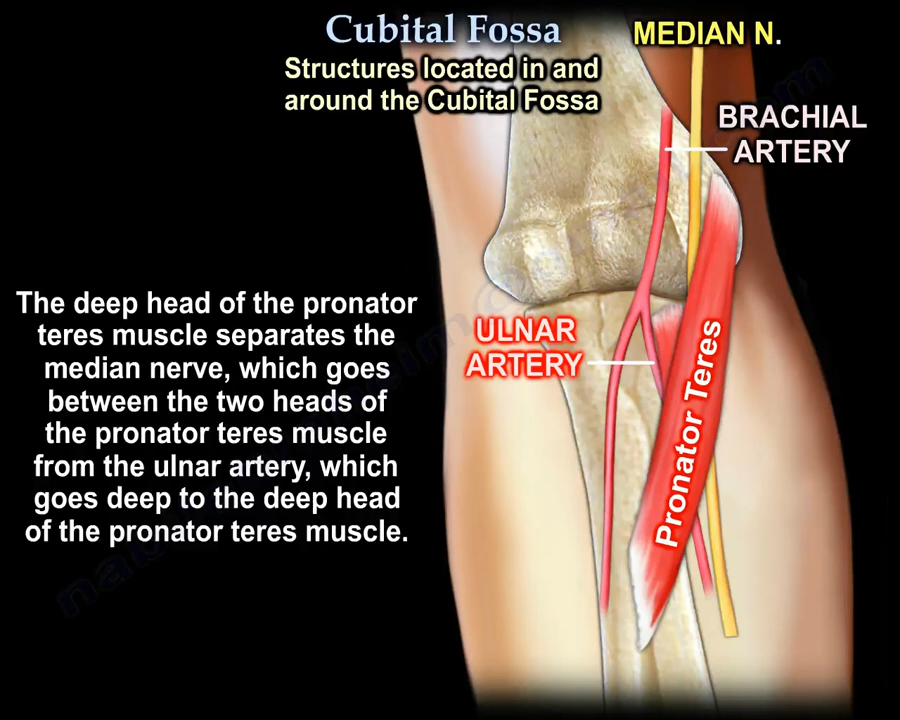 Cubital Fossa
Structures located in and
around the Cubital Fossa
MEDIAN N.
BRACHIAL
ARTERY
The deep head of the pronator
teres muscle separates the
median nerve, which goes
between the two heads of
the pronator teres muscle
from the ulnar artery, which
goes deep to the deep head
of the pronator teres muscle.
ULNAR
ARTERY
Pronator Teres